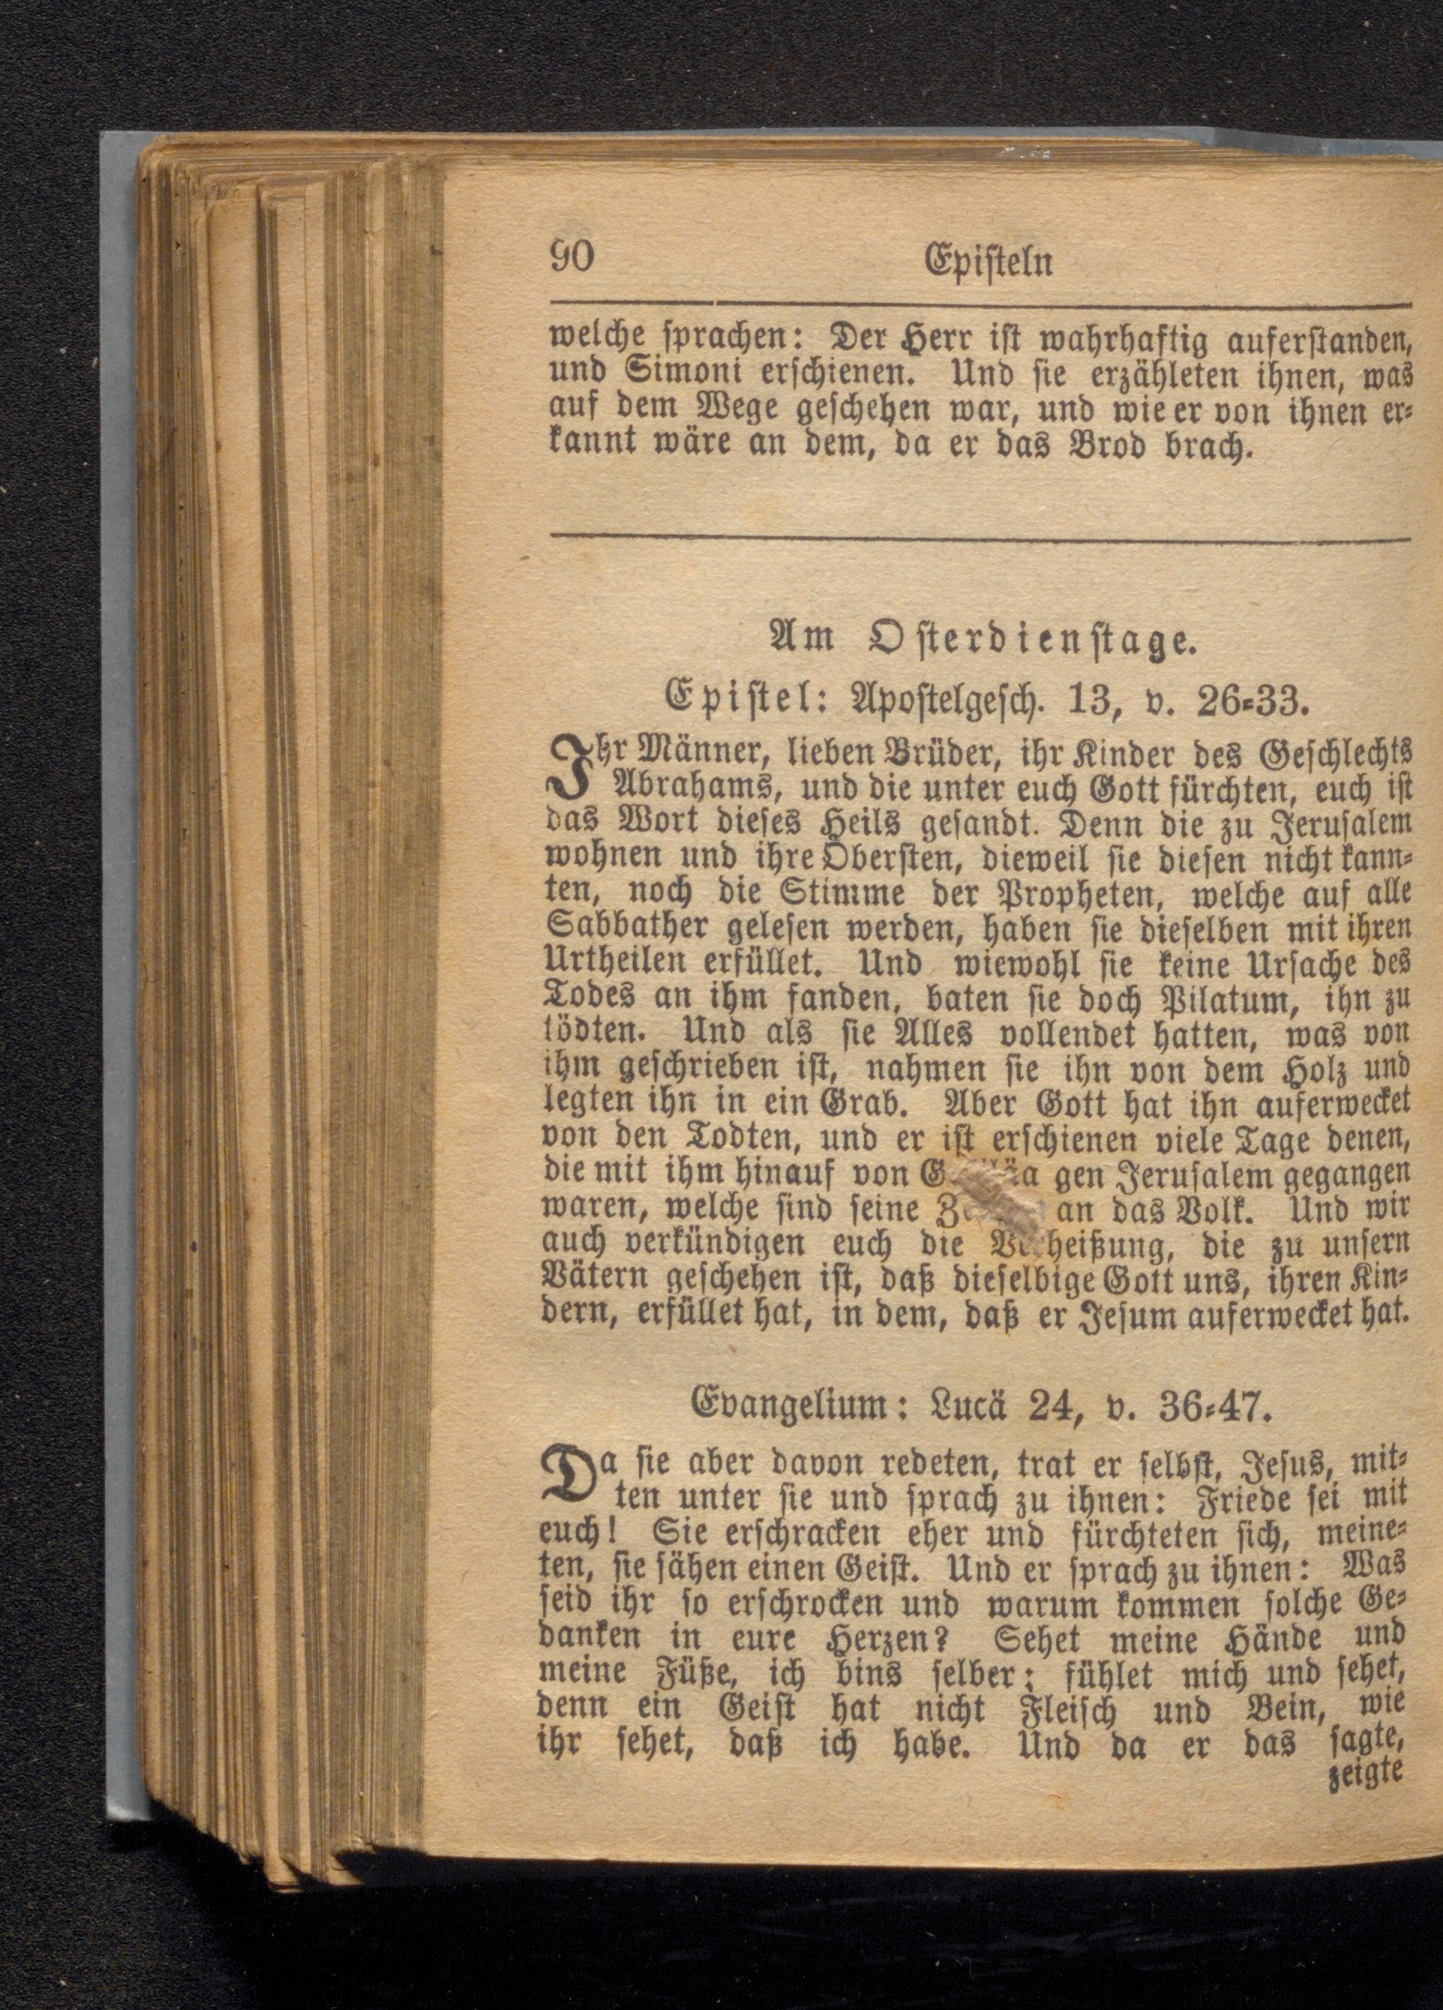 90
Episteln
welche sprachen: Der Herr ist wahrhaftig auferstanden,
und Simoni erschienen. Und sie erzähleten ihnen, was
auf dem Wege geschehen war, und wie er von ihnen er-
kannt wäre an dem, da er das Brod brach.
Am Osterdienstage.
Epistel: Apostelgesch. 13, v. 26-33.
Ihr Männer, lieben Brüder, ihr Kinder des Geschlechts
Abrahams, und die unter euch Gott fürchten, euch ist
das Wort dieses Heils gesandt. Denn die zu Jerusalem
wohnen und ihre Obersten, dieweil sie diesen nicht kann-
ten, noch die Stimme der Propheten, welche auf alle
Sabbather gelesen werden, haben sie dieselben mit ihren
Urtheilen erfüllet. Und wiewohl sie keine Ursache des
Todes an ihm fanden, baten sie doch Pilatum, ihn zu
tödten. Und als sie Alles vollendet hatten, was von
ihm geschrieben ist, nahmen sie ihn von dem Holz und
legten ihn in ein Grab. Aber Gott hat ihn auferwecket
von den Todten, und er ist erschienen viele Tage denen,
die mit ihm hinauf von gen Jerusalem gegangen
waren, welche sind seine an das Volk. Und wir
auch verkündigen euch die Verheißung, die zu unsern
Vätern geschehen ist, daß dieselbige Gott uns, ihren Kin-
dern, erfüllet hat, in dem, daß er Jesum auferwecket hat.
Evangelium: Lucä 24, v. 36-47.
Da sie aber davon redeten, trat er selbst, Jesus, mit-
ten unter sie und sprach zu ihnen: Friede sei mit
euch! Sie erschracken eher und fürchteten sich, meine-
ten, sie sähen einen Geist. Und er sprach zu ihnen: Was
seid ihr so erschrocken und warum kommen solche Ge-
danken in eure Herzen? Sehet meine Hände und
meine Füße, ich bins selber; fühlet mich und sehet,
denn ein Geist hat nicht Fleisch und Bein, wie
ihr sehet, daß ich habe. Und da er das sagte,
zeigte